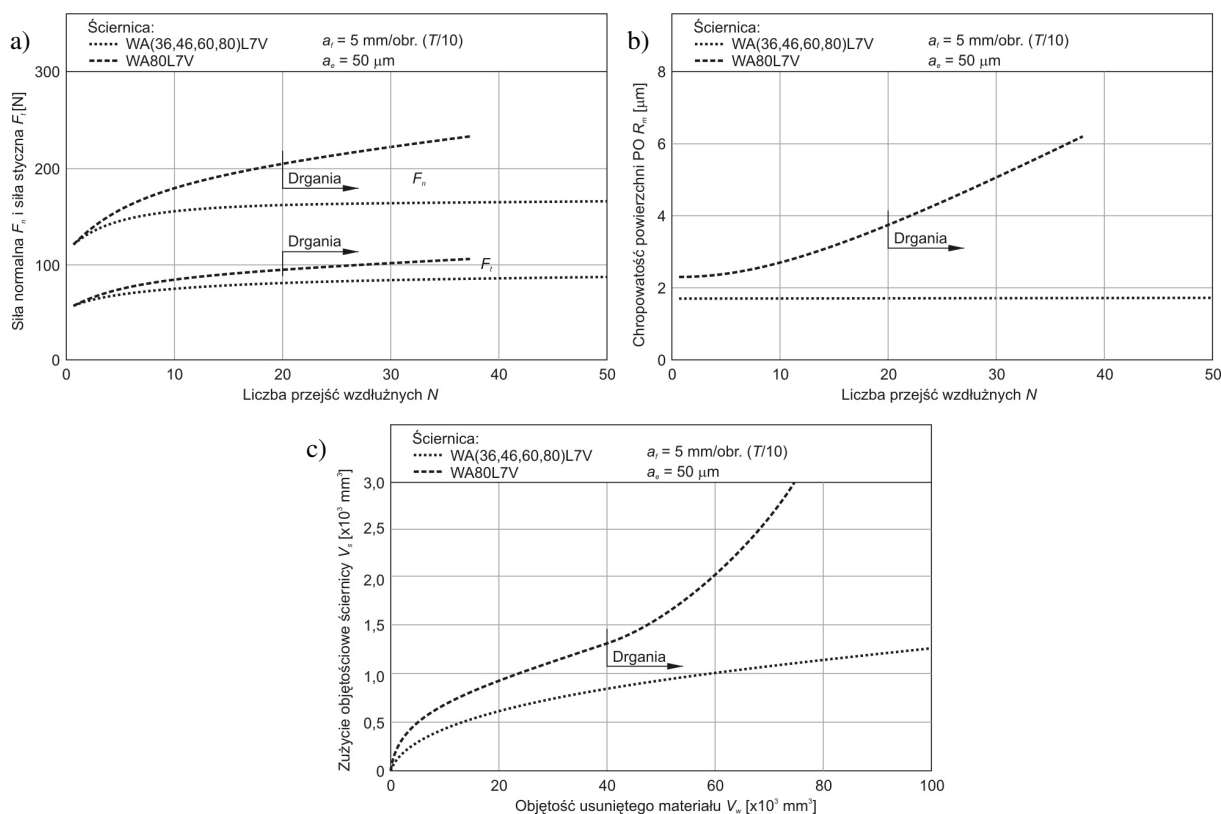 a)
Ściernica:
WA(36,46,60,80)L7V
WA80L7V
a_f = 5 mm/obr. (T/10)
a_e = 50 μm
Siła normalna F_n i siła styczna F_t [N]
300
200
100
0
Drgania
F_n
Drgania
F_t
0 10 20 30 40 50
Liczba przejść wzdłużnych N
b)
Ściernica:
WA(36,46,60,80)L7V
WA80L7V
a_f = 5 mm/obr. (T/10)
a_e = 50 μm
Chropowatość powierzchni PO R_m [μm]
8
6
4
2
0
Drgania
0 10 20 30 40 50
Liczba przejść wzdłużnych N
c)
Ściernica:
WA(36,46,60,80)L7V
WA80L7V
a_f = 5 mm/obr. (T/10)
a_e = 50 μm
Zużycie objętościowe ściernicy V_s [x10³ mm³]
3,0
2,5
2,0
1,5
1,0
0,5
0
Drgania
0 20 40 60 80 100
Objętość usuniętego materiału V_w [x10³ mm³]